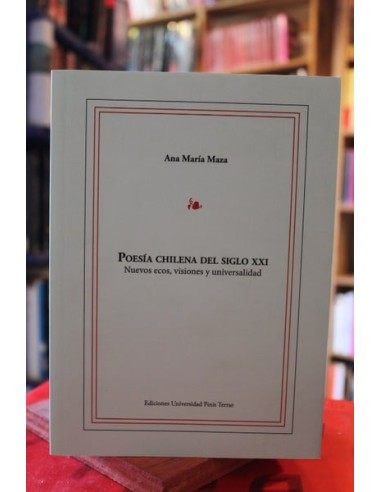 Ana María Maza
POESÍA CHILENA DEL SIGLO XXI
Nuevos ecos, visiones y universalidad
Ediciones Universidad Finis Terrae